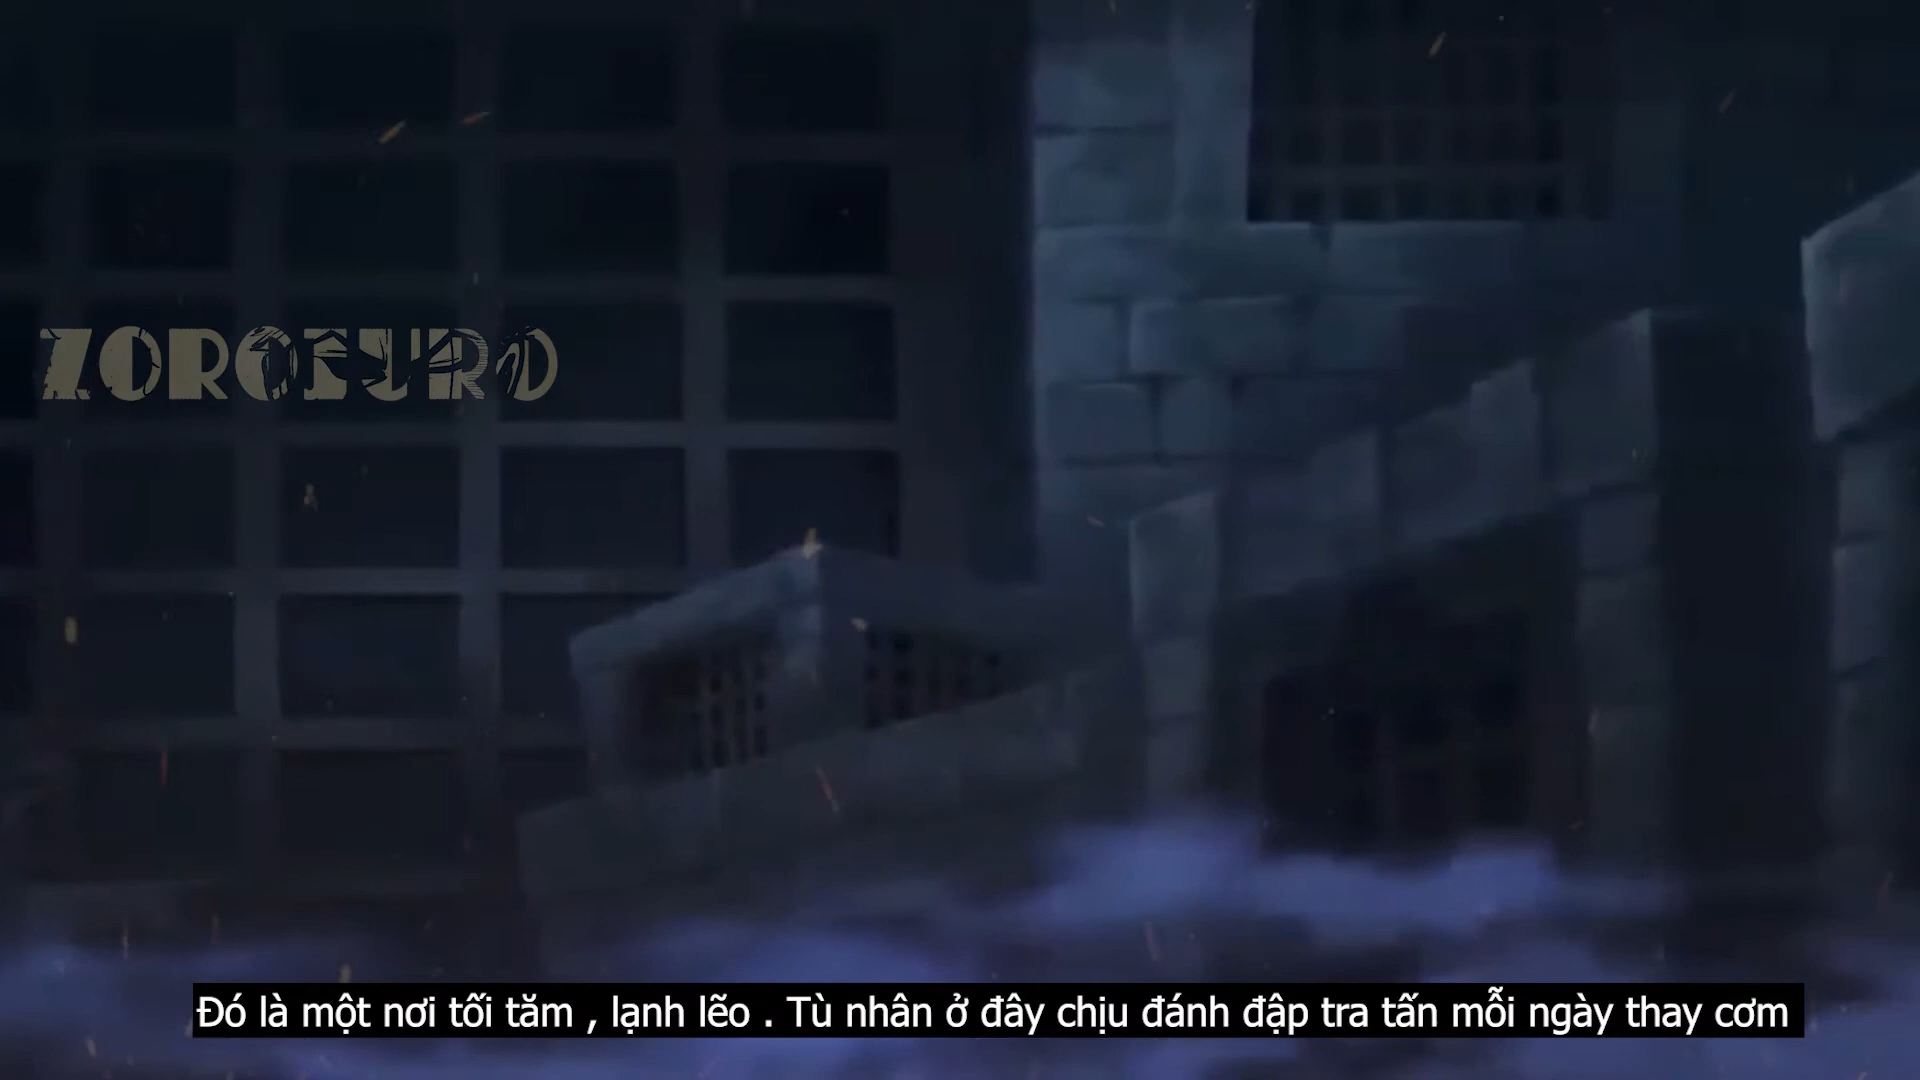 ZOROEURO
Đó là một nơi tối tăm , lạnh lẽo . Tù nhân ở đây chịu đánh đập tra tấn mỗi ngày thay cơm